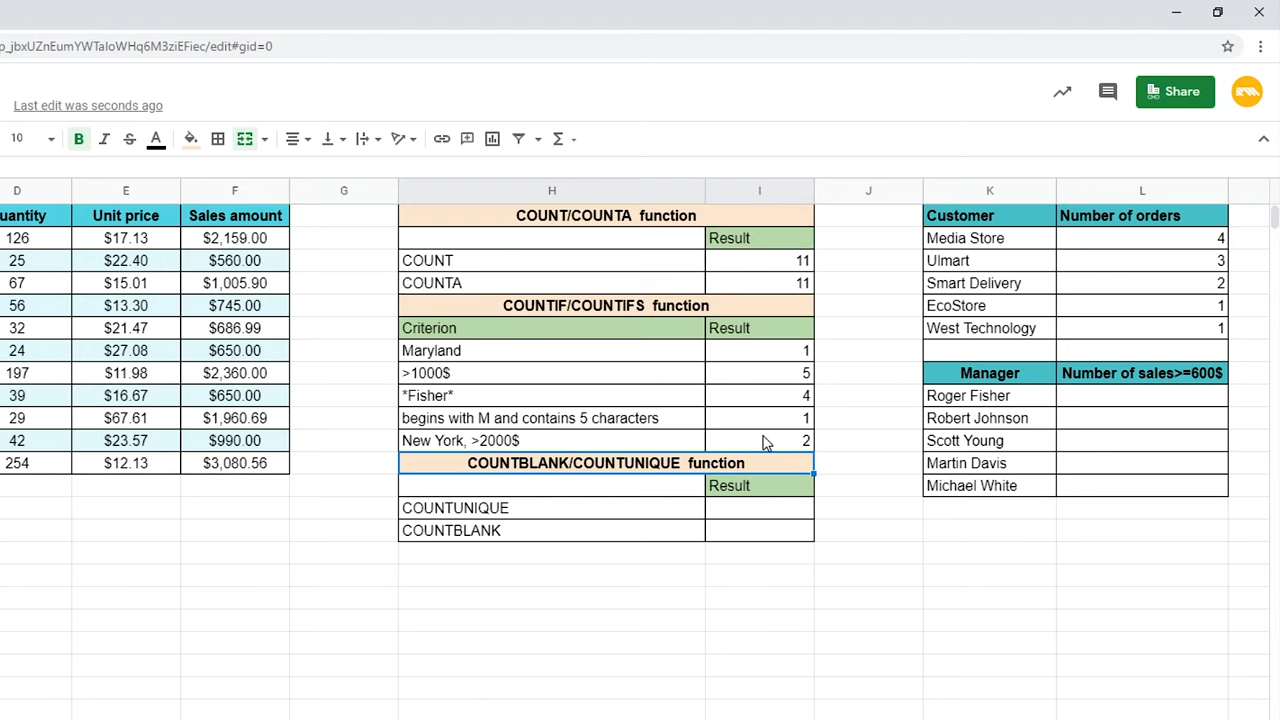 p_jbxUZnEumYWTaIoWHq6M3ziEFiec/edit#gid=0
Last edit was seconds ago
Share
10 B I S A
D E F G H I J K L
uantity Unit price Sales amount COUNT/COUNTA function Customer Number of orders
126 $17.13 $2,159.00 Result Media Store 4
25 $22.40 $560.00 COUNT 11 Ulmart 3
67 $15.01 $1,005.90 COUNTA 11 Smart Delivery 2
56 $13.30 $745.00 COUNTIF/COUNTIFS function EcoStore 1
32 $21.47 $686.99 Criterion Result West Technology 1
24 $27.08 $650.00 Maryland 1
197 $11.98 $2,360.00 >1000$ 5 Manager Number of sales>=600$
39 $16.67 $650.00 *Fisher* 4 Roger Fisher
29 $67.61 $1,960.69 begins with M and contains 5 characters 1 Robert Johnson
42 $23.57 $990.00 New York, >2000$ 2 Scott Young
254 $12.13 $3,080.56 COUNTBLANK/COUNTUNIQUE function Martin Davis
Result Michael White
COUNTUNIQUE
COUNTBLANK